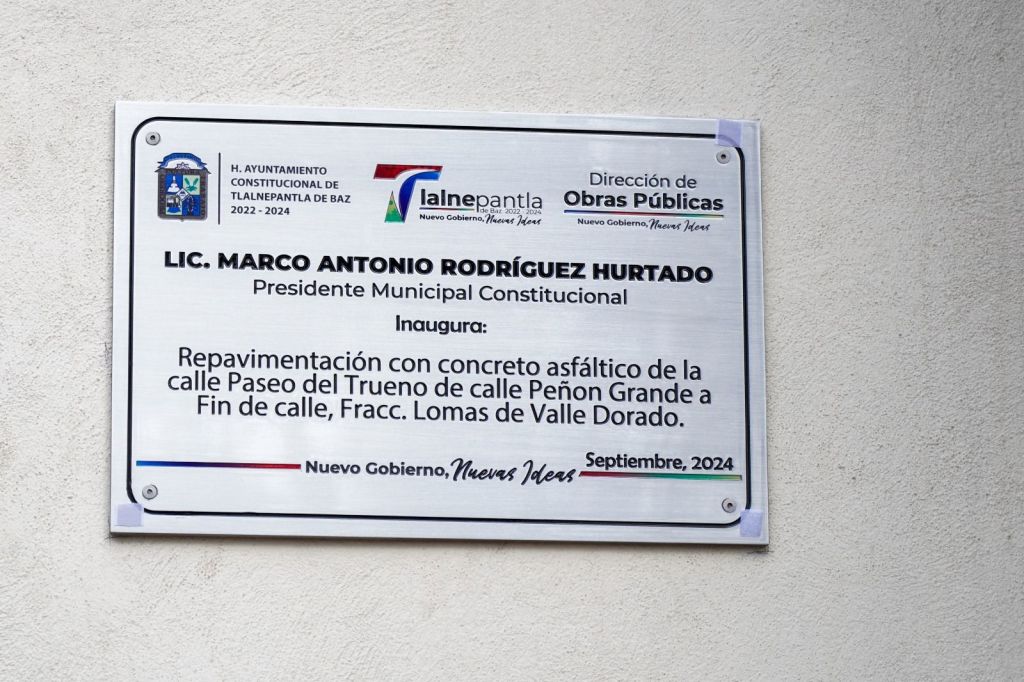 H. AYUNTAMIENTO
CONSTITUCIONAL DE
TLALNEPANTLA DE BAZ
2022 - 2024
Tlalnepantla
de Baz 2022 - 2024
Nuevo Gobierno, Nuevas Ideas
Dirección de
Obras Públicas
Nuevo Gobierno, Nuevas Ideas
LIC. MARCO ANTONIO RODRÍGUEZ HURTADO
Presidente Municipal Constitucional
Inaugura:
Repavimentación con concreto asfáltico de la
calle Paseo del Trueno de calle Peñon Grande a
Fin de calle, Fracc. Lomas de Valle Dorado.
Nuevo Gobierno, Nuevas Ideas
Septiembre, 2024